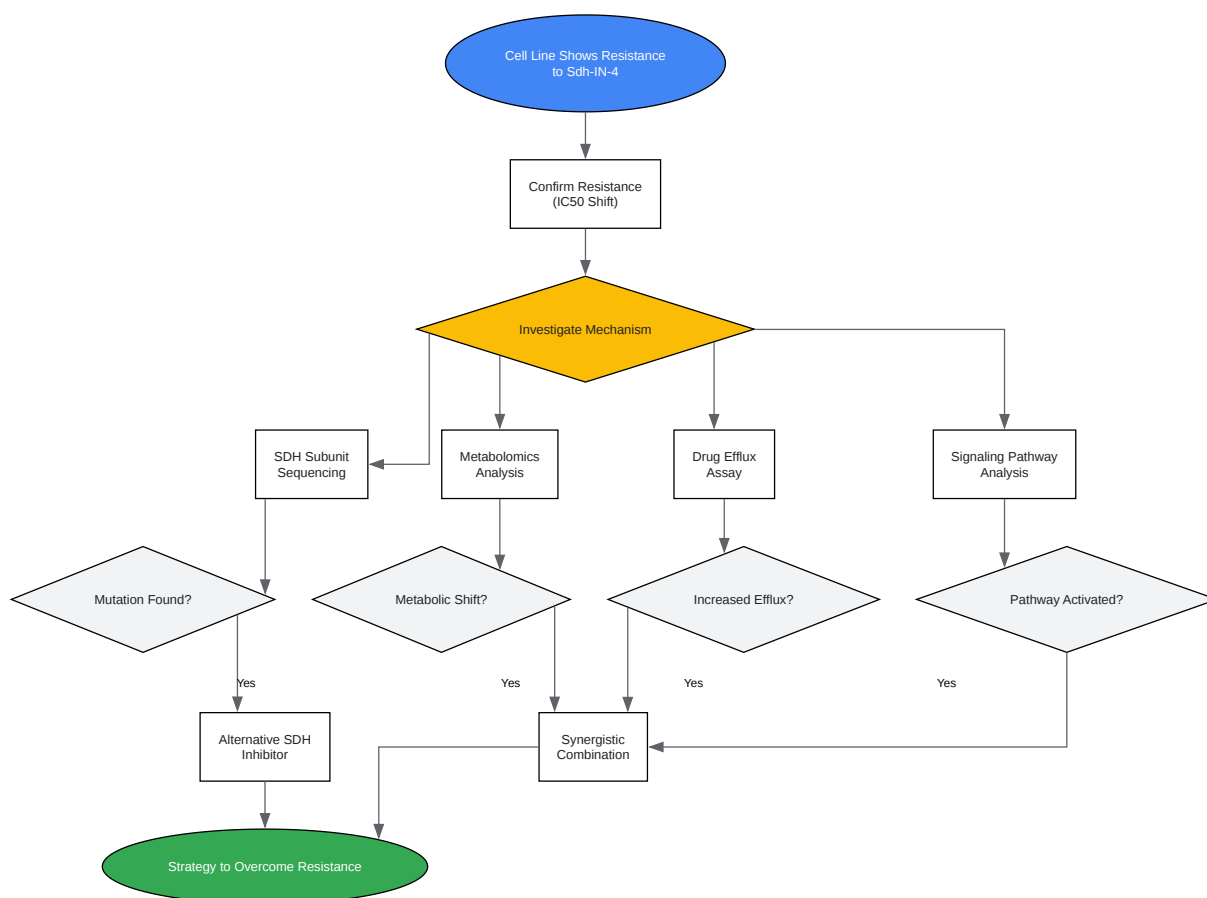 Cell Line Shows Resistance
to Sdh-IN-4
Confirm Resistance
(IC50 Shift)
Investigate Mechanism
SDH Subunit
Sequencing
Metabolomics
Analysis
Drug Efflux
Assay
Signaling Pathway
Analysis
Mutation Found?
Metabolic Shift?
Increased Efflux?
Pathway Activated?
Yes
Yes
Yes
Yes
Alternative SDH
Inhibitor
Synergistic
Combination
Strategy to Overcome Resistance